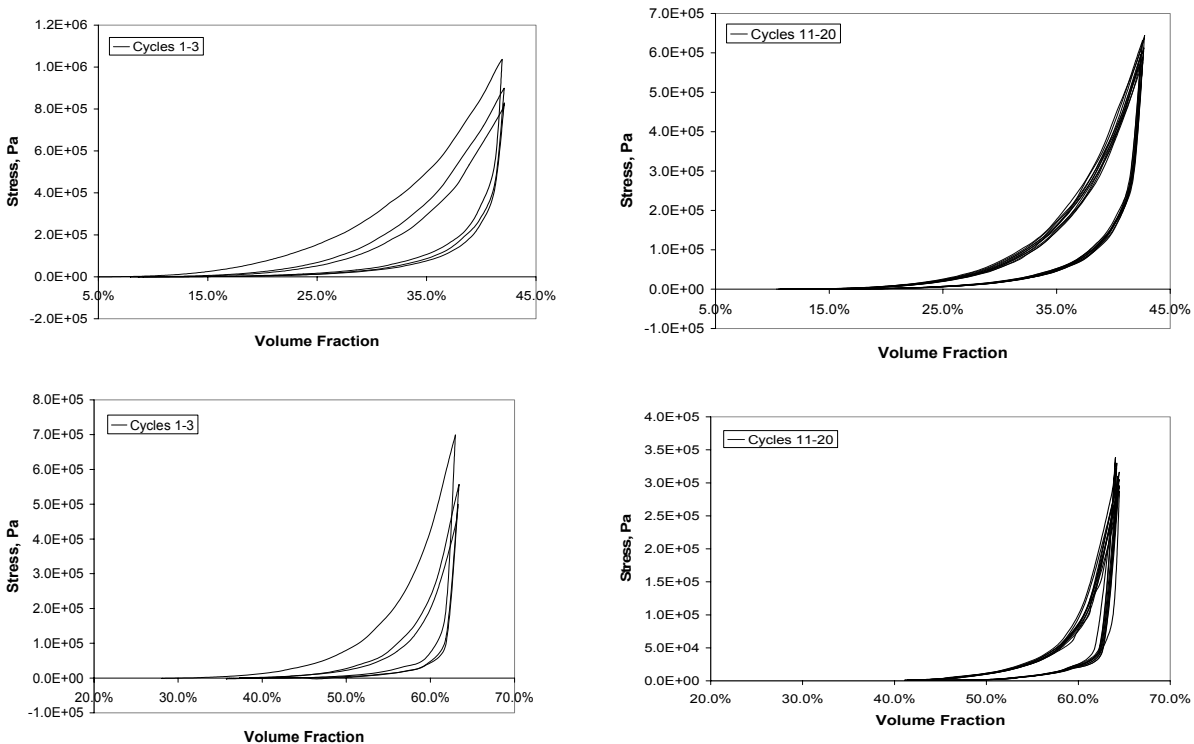 1.2E+06
1.0E+06
8.0E+05
6.0E+05
4.0E+05
2.0E+05
0.0E+00
-2.0E+05
Stress, Pa
Cycles 1-3
5.0%
15.0%
25.0%
35.0%
45.0%
Volume Fraction
7.0E+05
6.0E+05
5.0E+05
4.0E+05
3.0E+05
2.0E+05
1.0E+05
0.0E+00
-1.0E+05
Stress, Pa
Cycles 11-20
5.0%
15.0%
25.0%
35.0%
45.0%
Volume Fraction
8.0E+05
7.0E+05
6.0E+05
5.0E+05
4.0E+05
3.0E+05
2.0E+05
1.0E+05
0.0E+00
-1.0E+05
Stress, Pa
Cycles 1-3
20.0%
30.0%
40.0%
50.0%
60.0%
70.0%
Volume Fraction
4.0E+05
3.5E+05
3.0E+05
2.5E+05
2.0E+05
1.5E+05
1.0E+05
5.0E+04
0.0E+00
Stress, Pa
Cycles 11-20
20.0%
30.0%
40.0%
50.0%
60.0%
70.0%
Volume Fraction